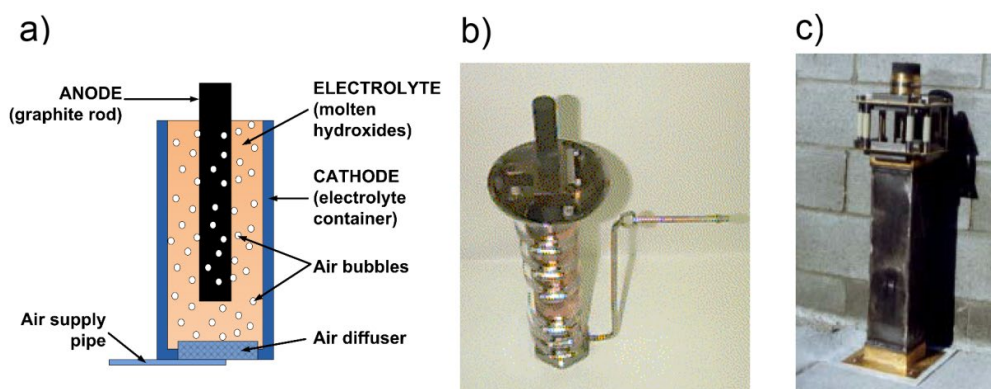 a)
b)
c)
ANODE
(graphite rod)
ELECTROLYTE
(molten
hydroxides)
CATHODE
(electrolyte
container)
Air bubbles
Air supply
pipe
Air diffuser